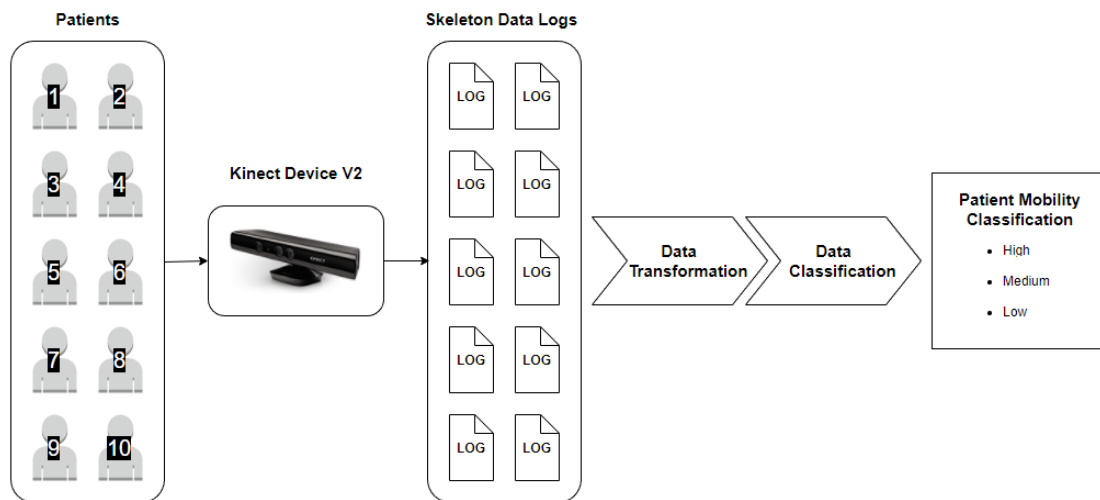 Patients
1 2
3 4
5 6
7 8
9 10
Kinect Device V2
KINECT
Skeleton Data Logs
LOG LOG
LOG LOG
LOG LOG
LOG LOG
LOG LOG
Data
Transformation
Data
Classification
Patient Mobility
Classification
• High
• Medium
• Low